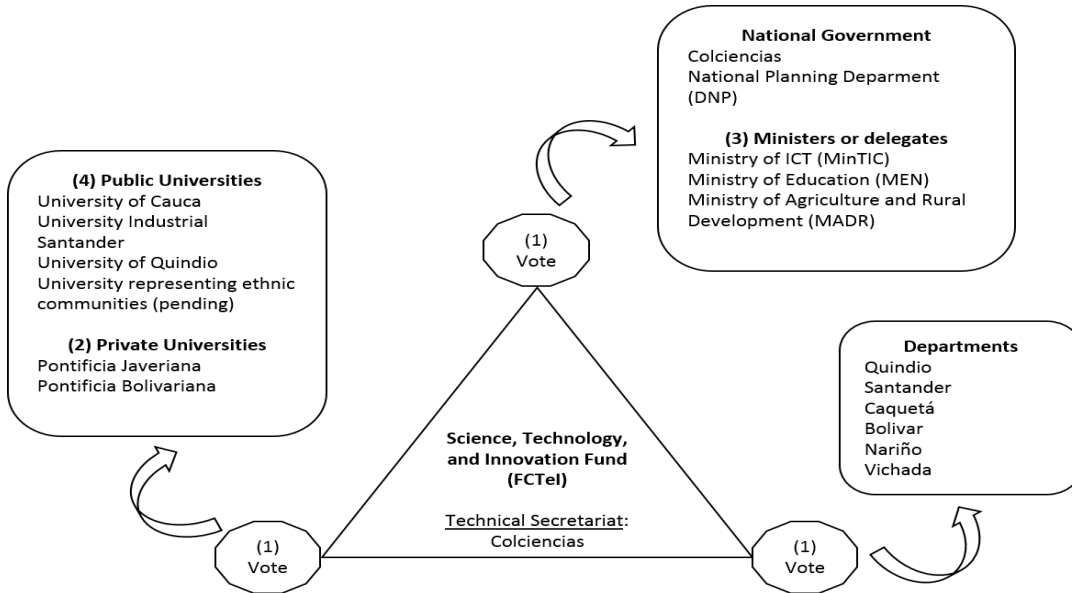 National Government
Colciencias
National Planning Deparment
(DNP)
(3) Ministers or delegates
Ministry of ICT (MinTIC)
Ministry of Education (MEN)
Ministry of Agriculture and Rural
Development (MADR)
(4) Public Universities
University of Cauca
University Industrial
Santander
University of Quindio
University representing ethnic
communities (pending)
(2) Private Universities
Pontificia Javeriana
Pontificia Bolivariana
(1)
Vote
Departments
Quindio
Santander
Caquetá
Bolivar
Nariño
Vichada
Science, Technology,
and Innovation Fund
(FCTeI)
Technical Secretariat:
Colciencias
(1)
Vote
(1)
Vote